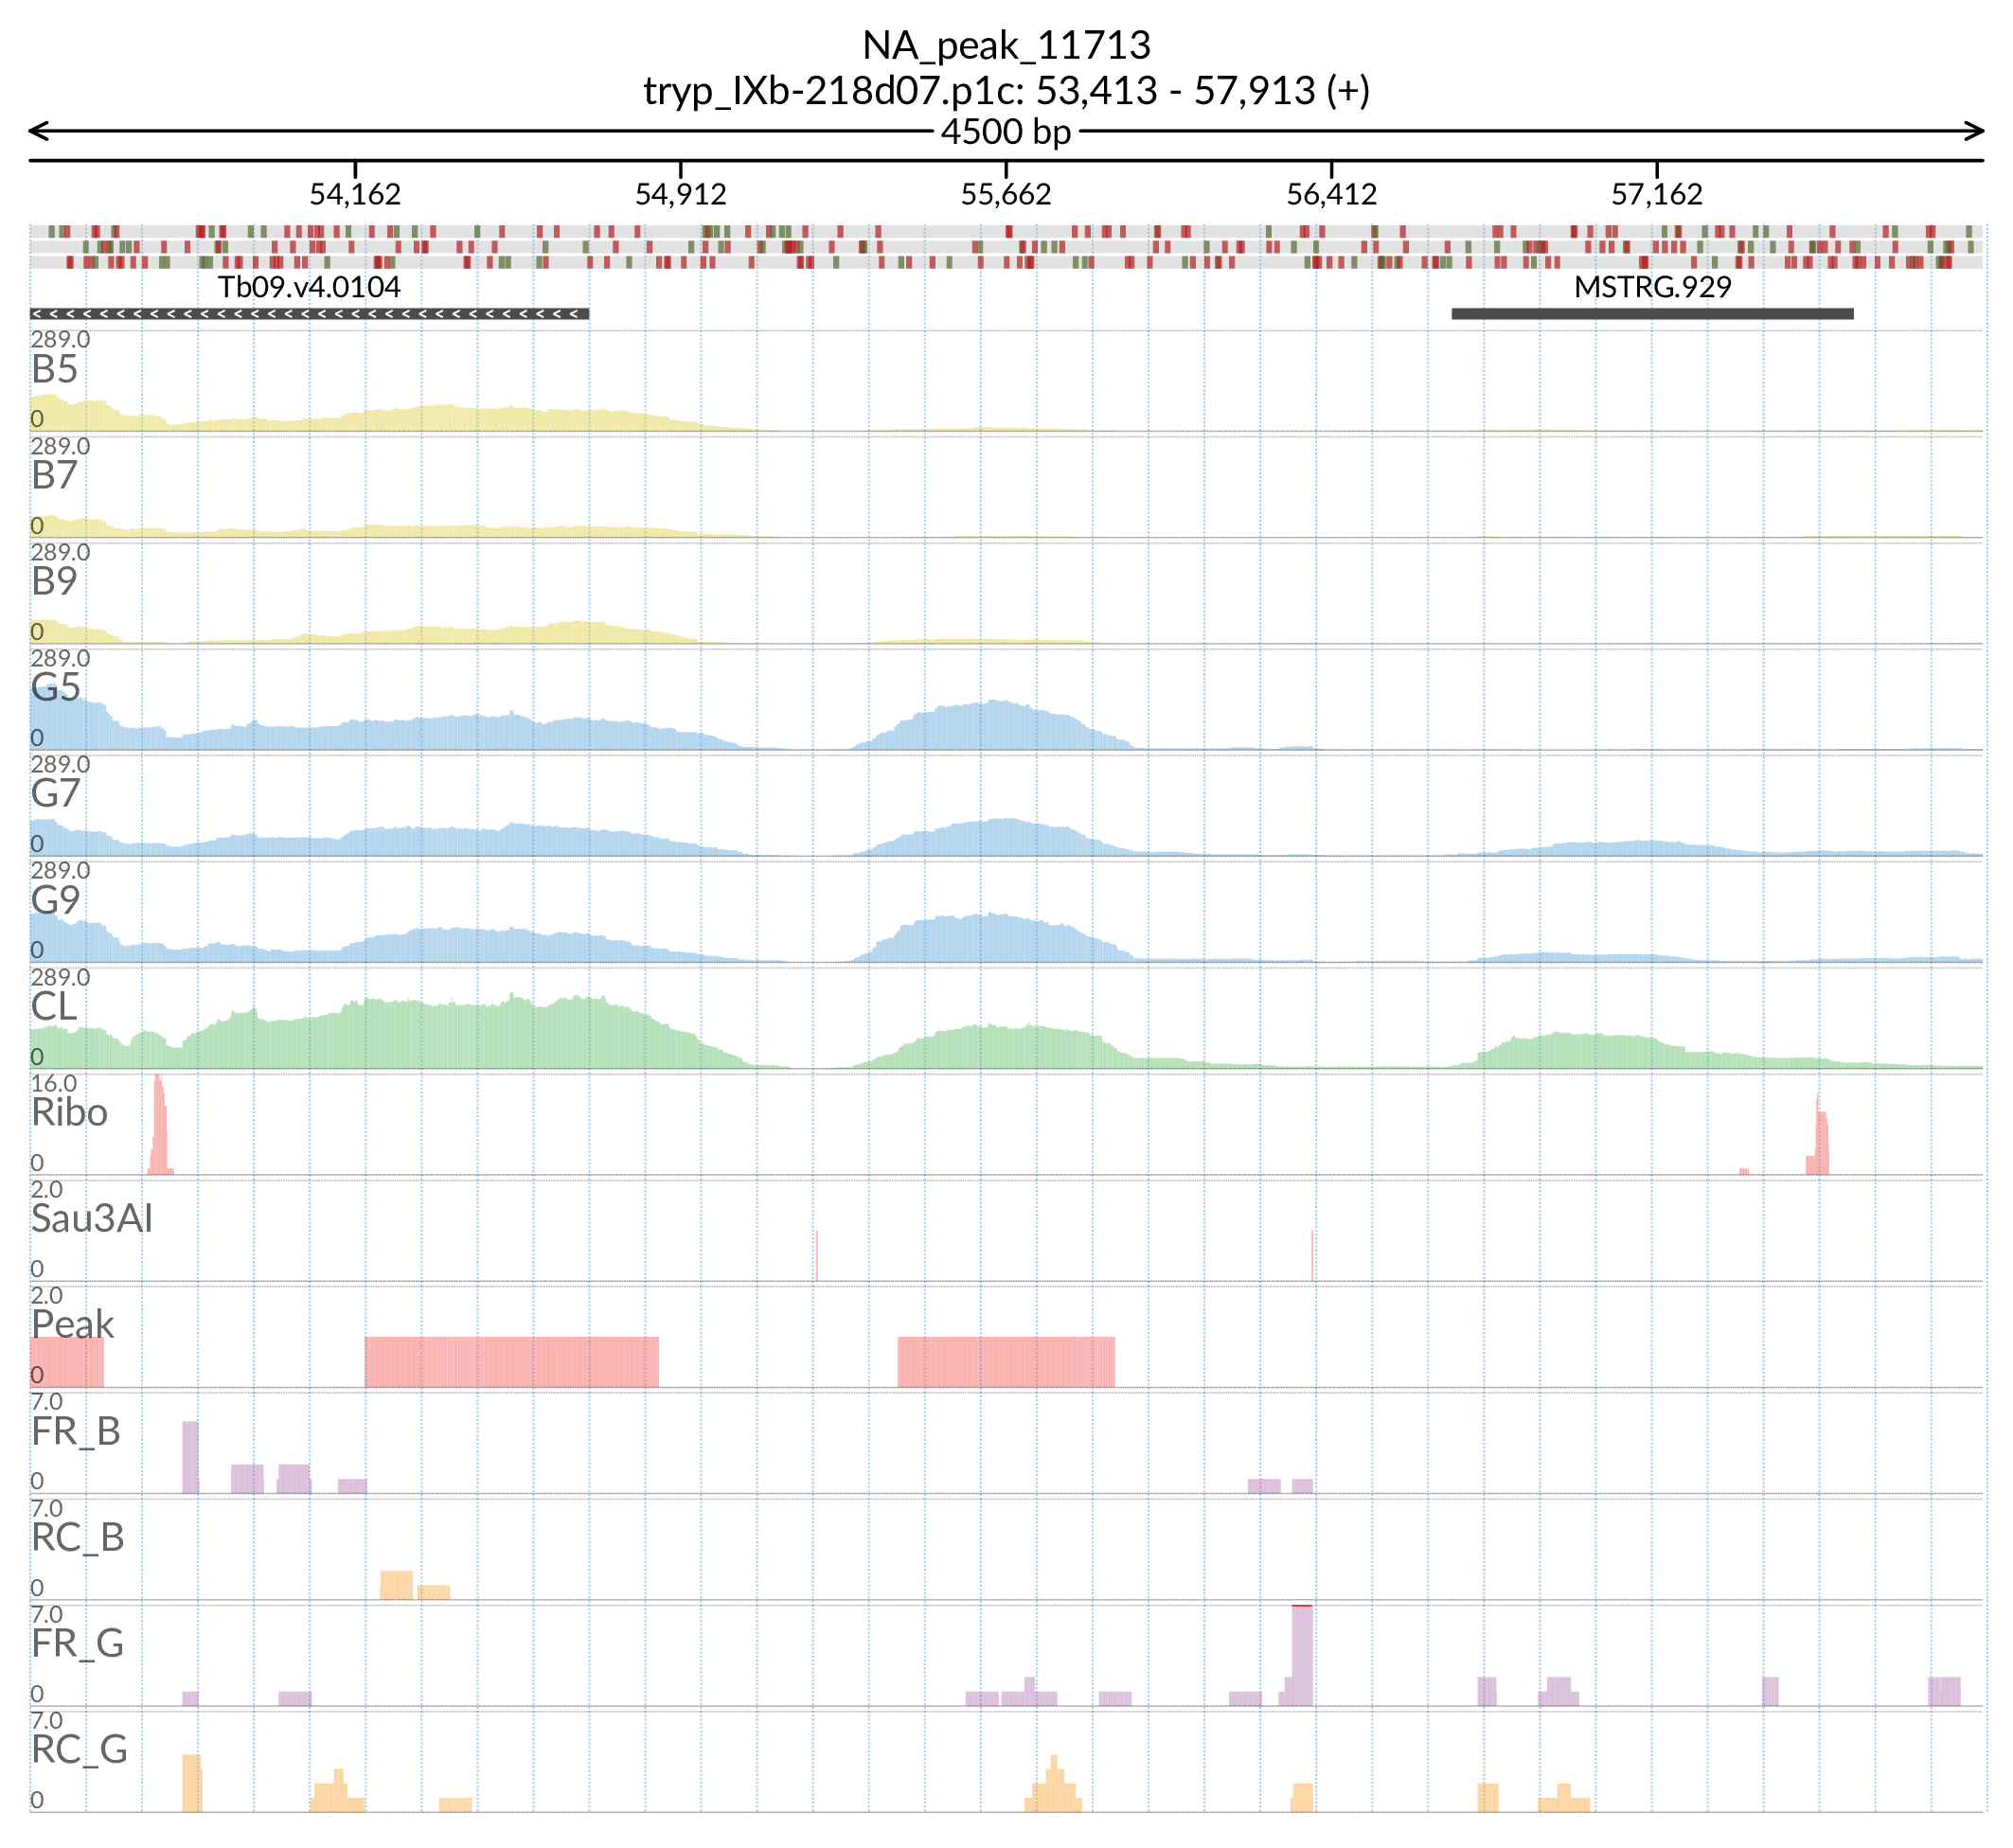 NA_peak_11713
tryp_IXb-218d07.p1c: 53,413 - 57,913 (+)
4500 bp
54,162 54,912 55,662 56,412 57,162
Tb09.v4.0104 MSTRG.929
289.0
B5
0
289.0
B7
0
289.0
B9
0
289.0
G5
0
289.0
G7
0
289.0
G9
0
289.0
CL
0
16.0
Ribo
0
2.0
Sau3AI
0
2.0
Peak
0
7.0
FR_B
0
7.0
RC_B
0
7.0
FR_G
0
7.0
RC_G
0